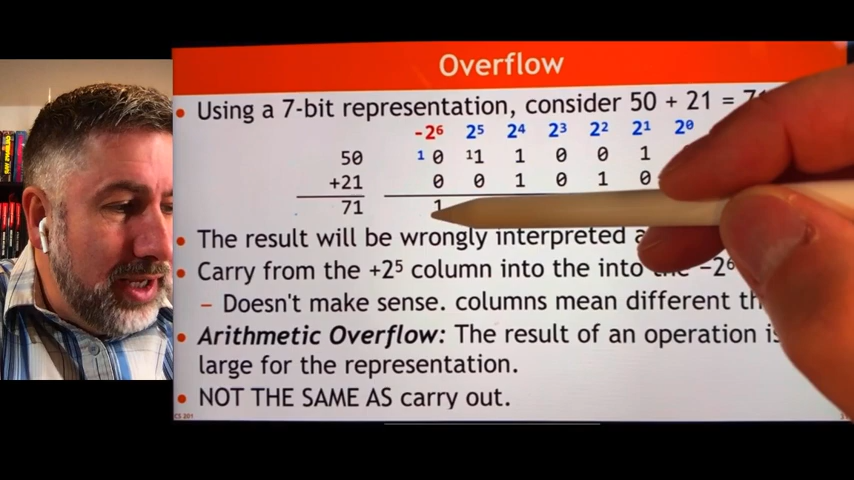 Overflow
• Using a 7-bit representation, consider 50 + 21 =
-2⁶ 2⁵ 2⁴ 2³ 2² 2¹ 2⁰
50 ¹ 0 ¹1 1 0 0 1
+21 0 0 1 0 1 0
71 1
• The result will be wrongly interpreted
• Carry from the +2⁵ column into the into -2⁶
– Doesn't make sense. columns mean different
• Arithmetic Overflow: The result of an operation is
large for the representation.
• NOT THE SAME AS carry out.
CS 201